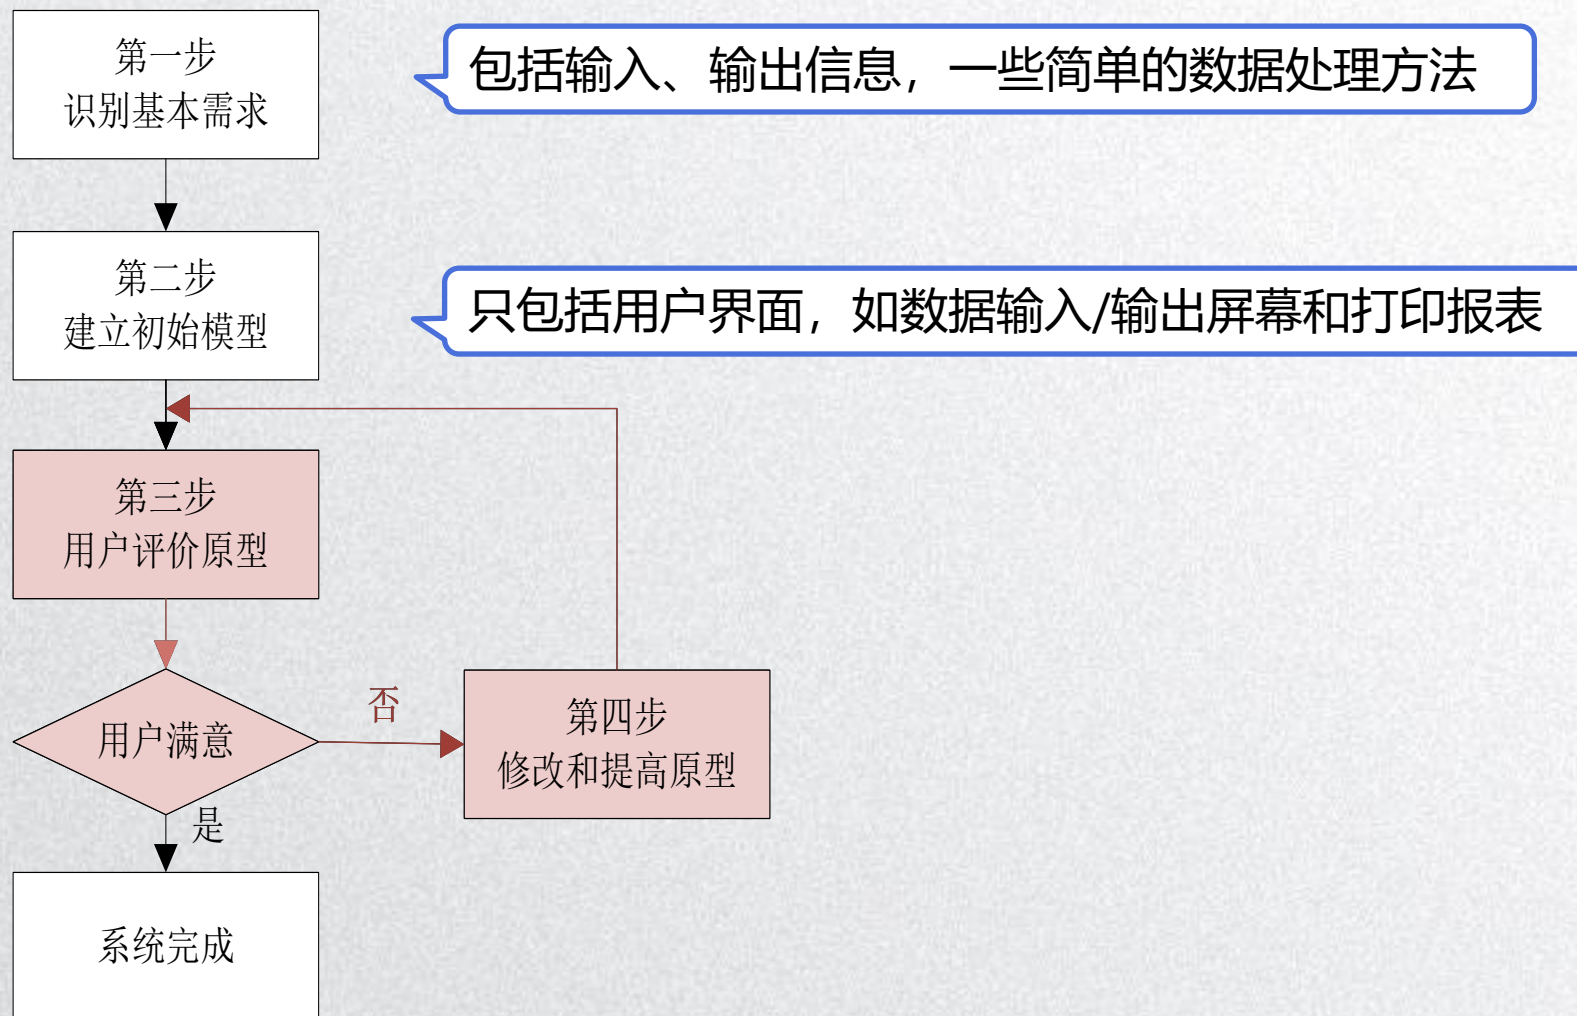 第一步
识别基本需求
包括输入、输出信息，一些简单的数据处理方法
第二步
建立初始模型
只包括用户界面，如数据输入/输出屏幕和打印报表
第三步
用户评价原型
用户满意
否
第四步
修改和提高原型
是
系统完成